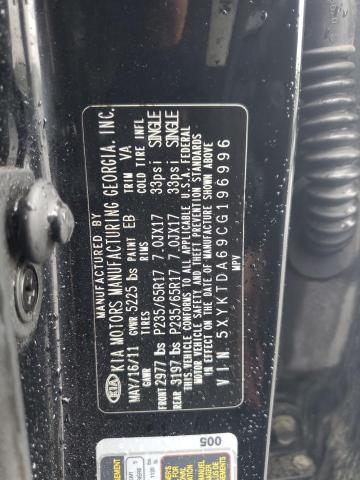 MANUFACTURED BY
KIA KIA MOTORS MANUFACTURING GEORGIA, INC.
MAY/16/11 GVWR 5225 lbs PAINT EB TRIM VA
GAWR TIRES RIMS COLD TIRE INFL
FRONT 2977 lbs P235/65R17 7.0JX17 33psi SINGLE
REAR 3197 lbs P235/65R17 7.0JX17 33psi SINGLE
THIS VEHICLE CONFORMS TO ALL APPLICABLE U.S.A. FEDERAL
MOTOR VEHICLE SAFETY AND THEFT PREVENTION STANDARDS
IN EFFECT ON THE DATE OF MANUFACTURE SHOWN ABOVE.
V.I.N. 5XYKTDA69CG196996
MPV
005